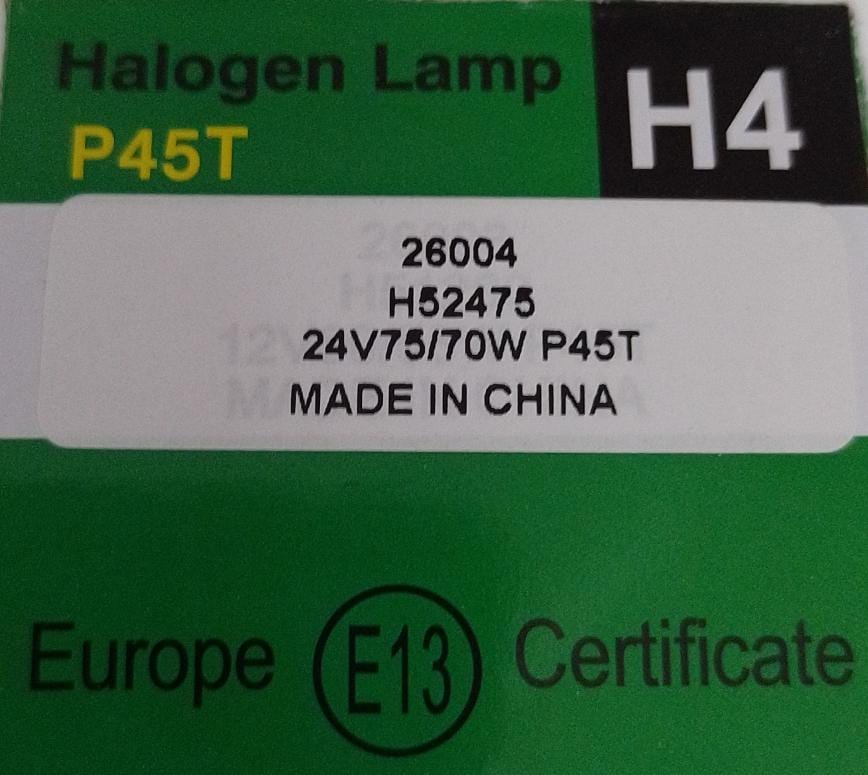 Halogen Lamp
P45T
H4
26004
H52475
24V75/70W P45T
MADE IN CHINA
Europe E13 Certificate